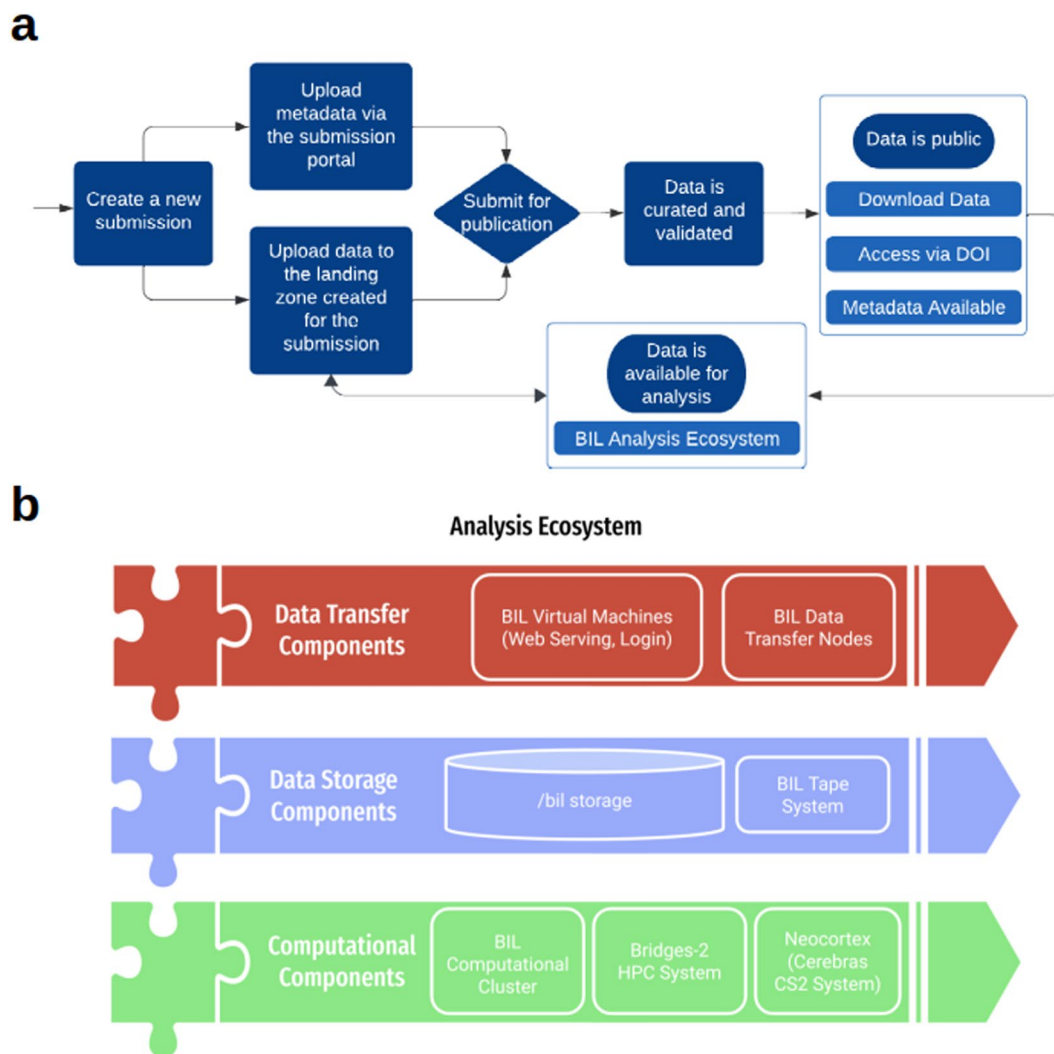 a
Create a new
submission
Upload
metadata via
the submission
portal
Upload data to
the landing
zone created
for the
submission
Submit for
publication
Data is
curated and
validated
Data is public
Download Data
Access via DOI
Metadata Available
Data is
available for
analysis
BIL Analysis Ecosystem
b
Analysis Ecosystem
Data Transfer
Components
BIL Virtual Machines
(Web Serving, Login)
BIL Data
Transfer Nodes
Data Storage
Components
/bil storage
BIL Tape
System
Computational
Components
BIL
Computational
Cluster
Bridges-2
HPC System
Neocortex
(Cerebras
CS2 System)